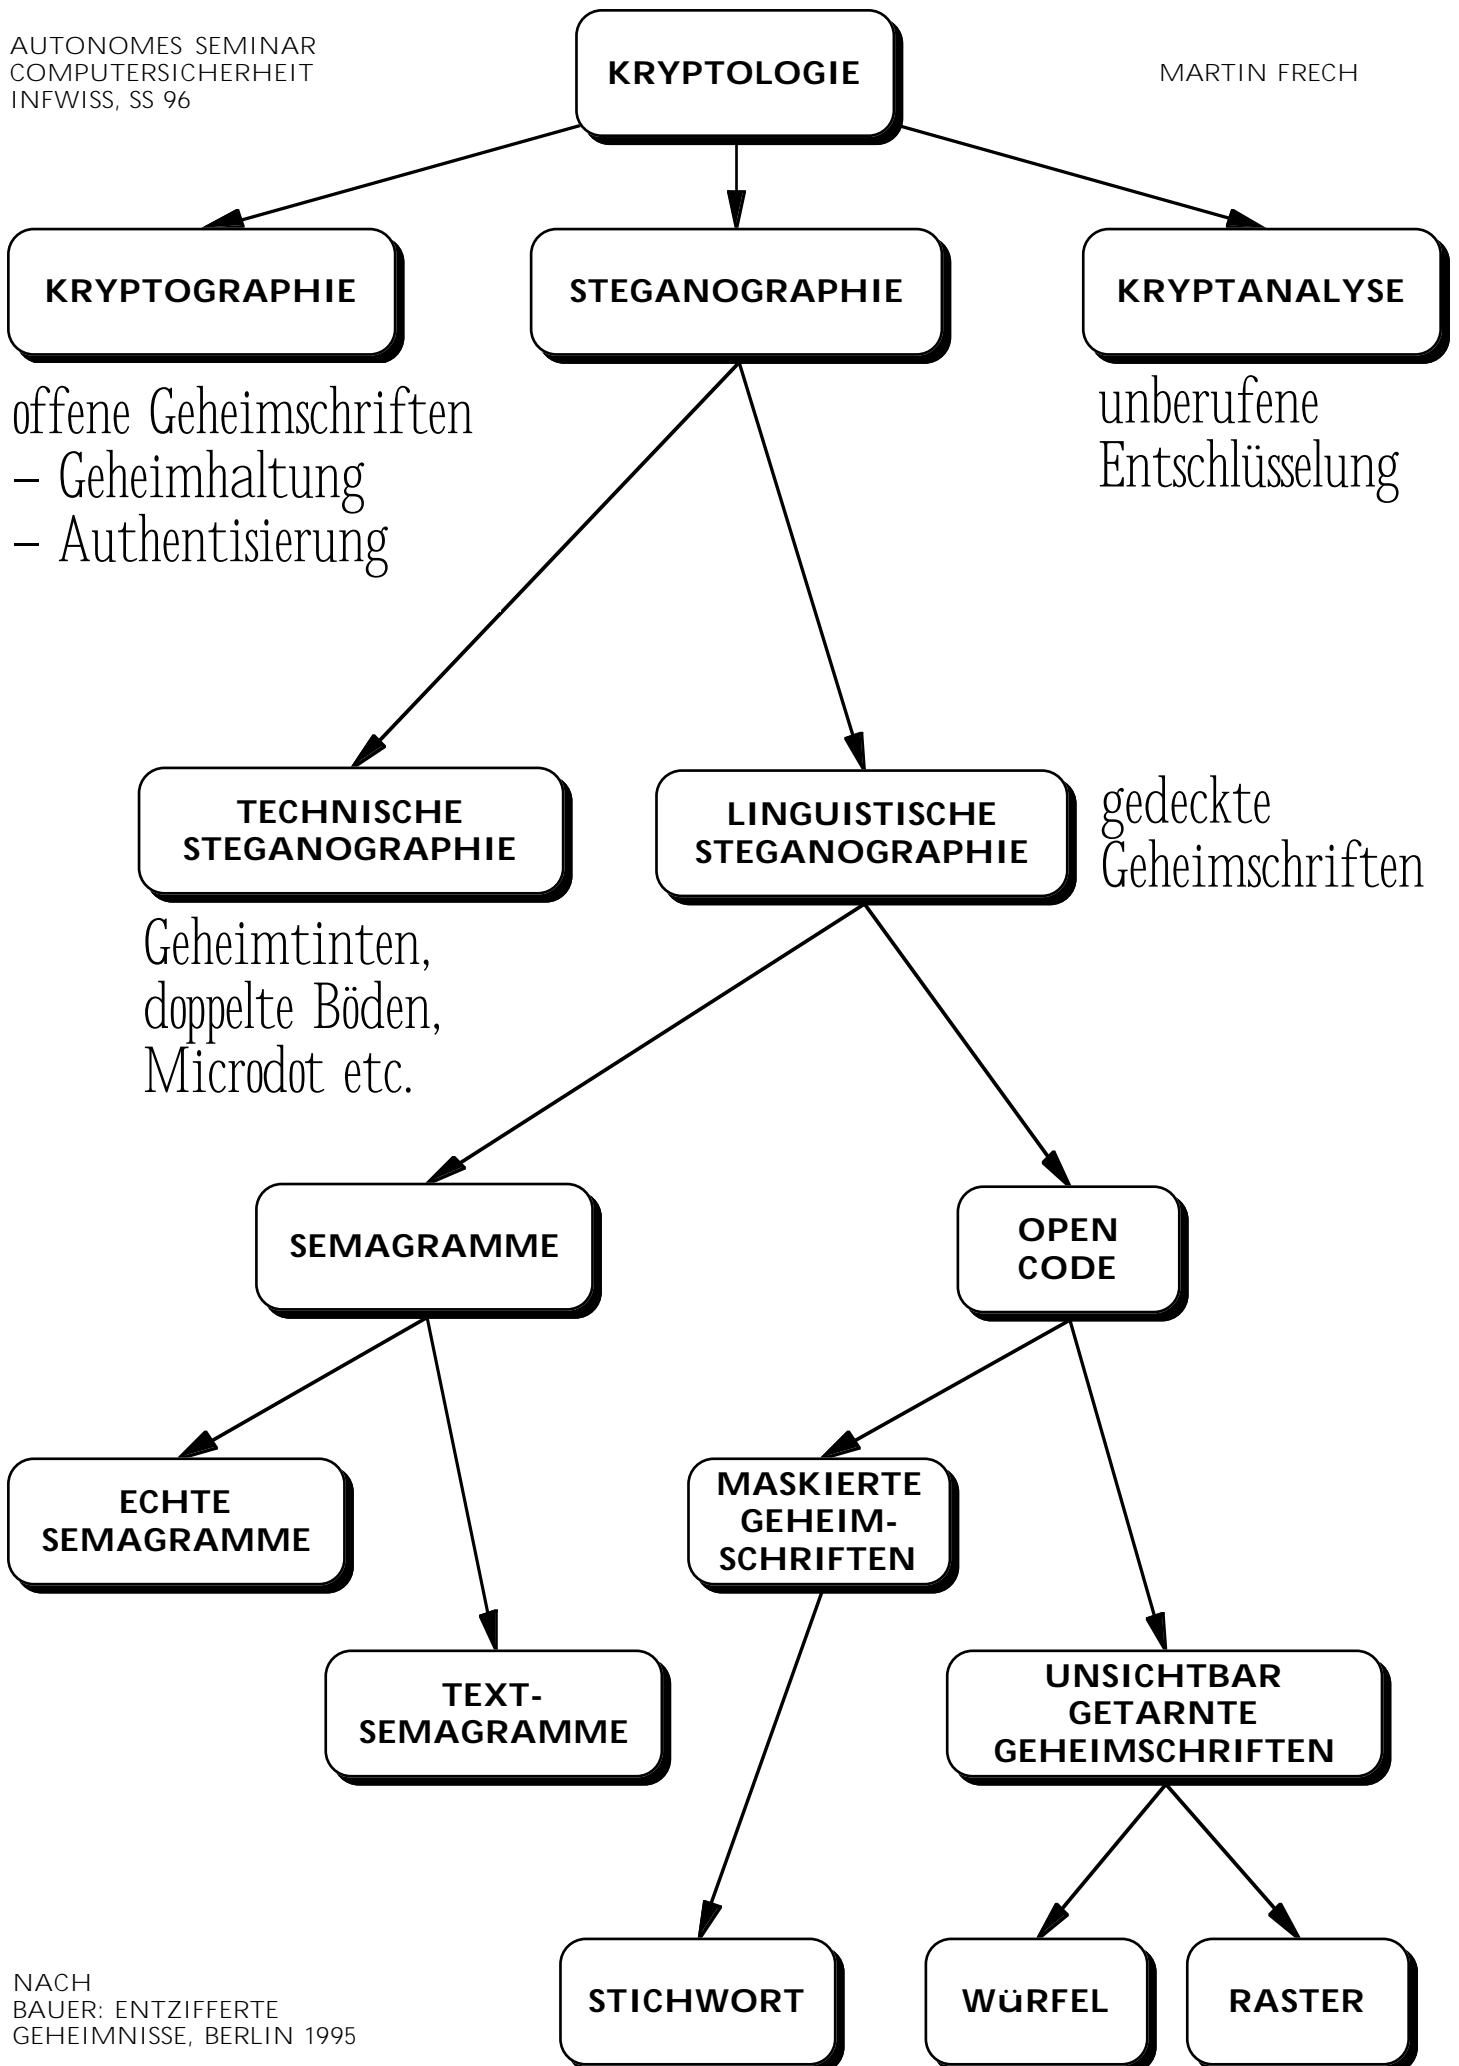 AUTONOMES SEMINAR
COMPUTERSICHERHEIT
INFWISS, SS 96
KRYPTOLOGIE
MARTIN FRECH
KRYPTOGRAPHIE
STEGANOGRAPHIE
KRYPTANALYSE
offene Geheimschriften
– Geheimhaltung
– Authentisierung
unberufene
Entschlüsselung
TECHNISCHE
STEGANOGRAPHIE
LINGUISTISCHE
STEGANOGRAPHIE
gedeckte
Geheimschriften
Geheimtinten,
doppelte Böden,
Microdot etc.
SEMAGRAMME
OPEN
CODE
ECHTE
SEMAGRAMME
MASKIERTE
GEHEIM-
SCHRIFTEN
TEXT-
SEMAGRAMME
UNSICHTBAR
GETARNTE
GEHEIMSCHRIFTEN
STICHWORT
WüRFEL
RASTER
NACH
BAUER: ENTZIFFERTE
GEHEIMNISSE, BERLIN 1995